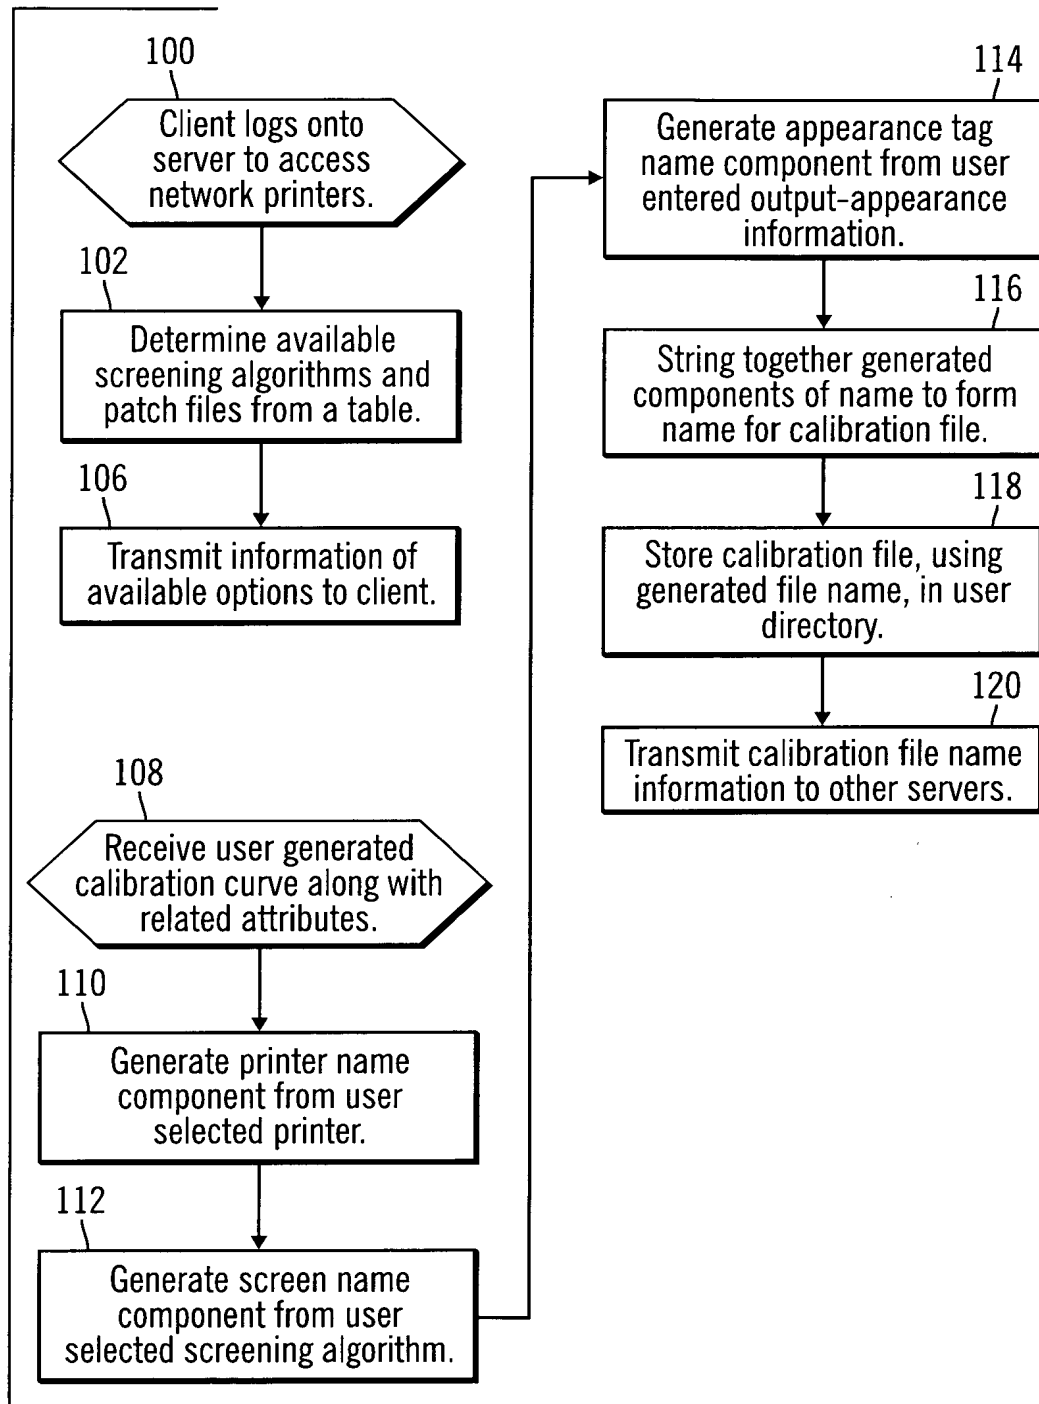 100
Client logs onto
server to access
network printers.
102
Determine available
screening algorithms and
patch files from a table.
106
Transmit information of
available options to client.
108
Receive user generated
calibration curve along with
related attributes.
110
Generate printer name
component from user
selected printer.
112
Generate screen name
component from user
selected screening algorithm.
114
Generate appearance tag
name component from user
entered output-appearance
information.
116
String together generated
components of name to form
name for calibration file.
118
Store calibration file, using
generated file name, in user
directory.
120
Transmit calibration file name
information to other servers.